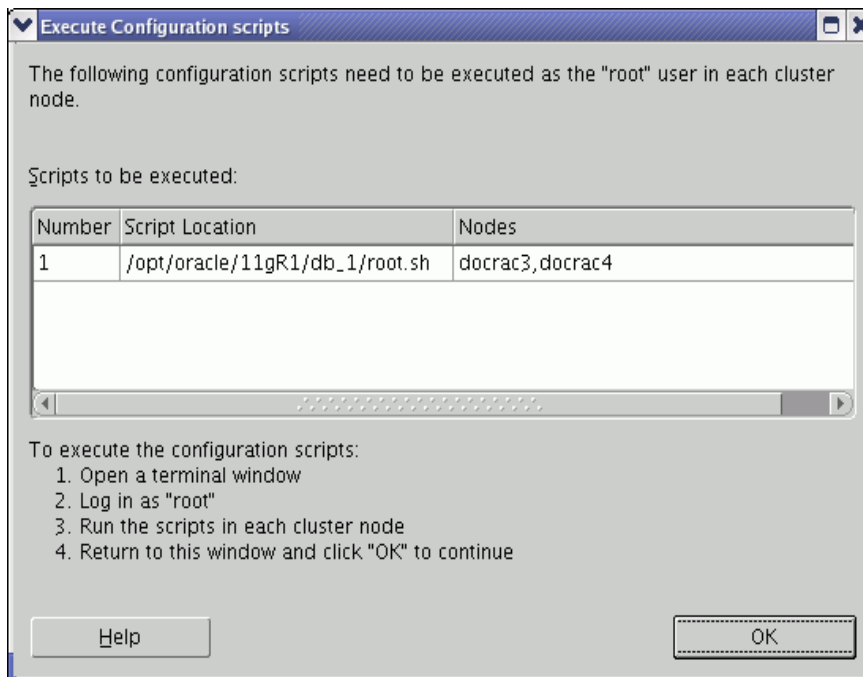 Execute Configuration scripts
The following configuration scripts need to be executed as the "root" user in each cluster
node.
Scripts to be executed:
Number Script Location Nodes
1 /opt/oracle/11gR1/db_1/root.sh docrac3,docrac4
To execute the configuration scripts:
1. Open a terminal window
2. Log in as "root"
3. Run the scripts in each cluster node
4. Return to this window and click "OK" to continue
Help OK